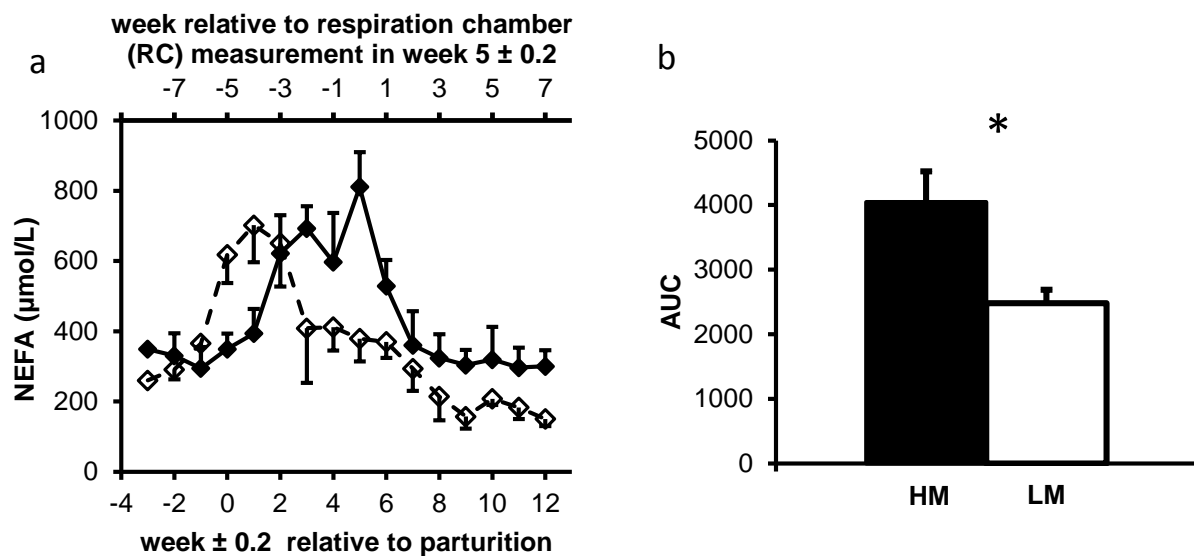 week relative to respiration chamber
(RC) measurement in week 5 ± 0.2
a
b
-7 -5 -3 -1 1 3 5 7
1000
800
600
400
200
0
NEFA (µmol/L)
-4 -2 0 2 4 6 8 10 12
week ± 0.2 relative to parturition
*
5000
4000
3000
2000
1000
0
AUC
HM LM